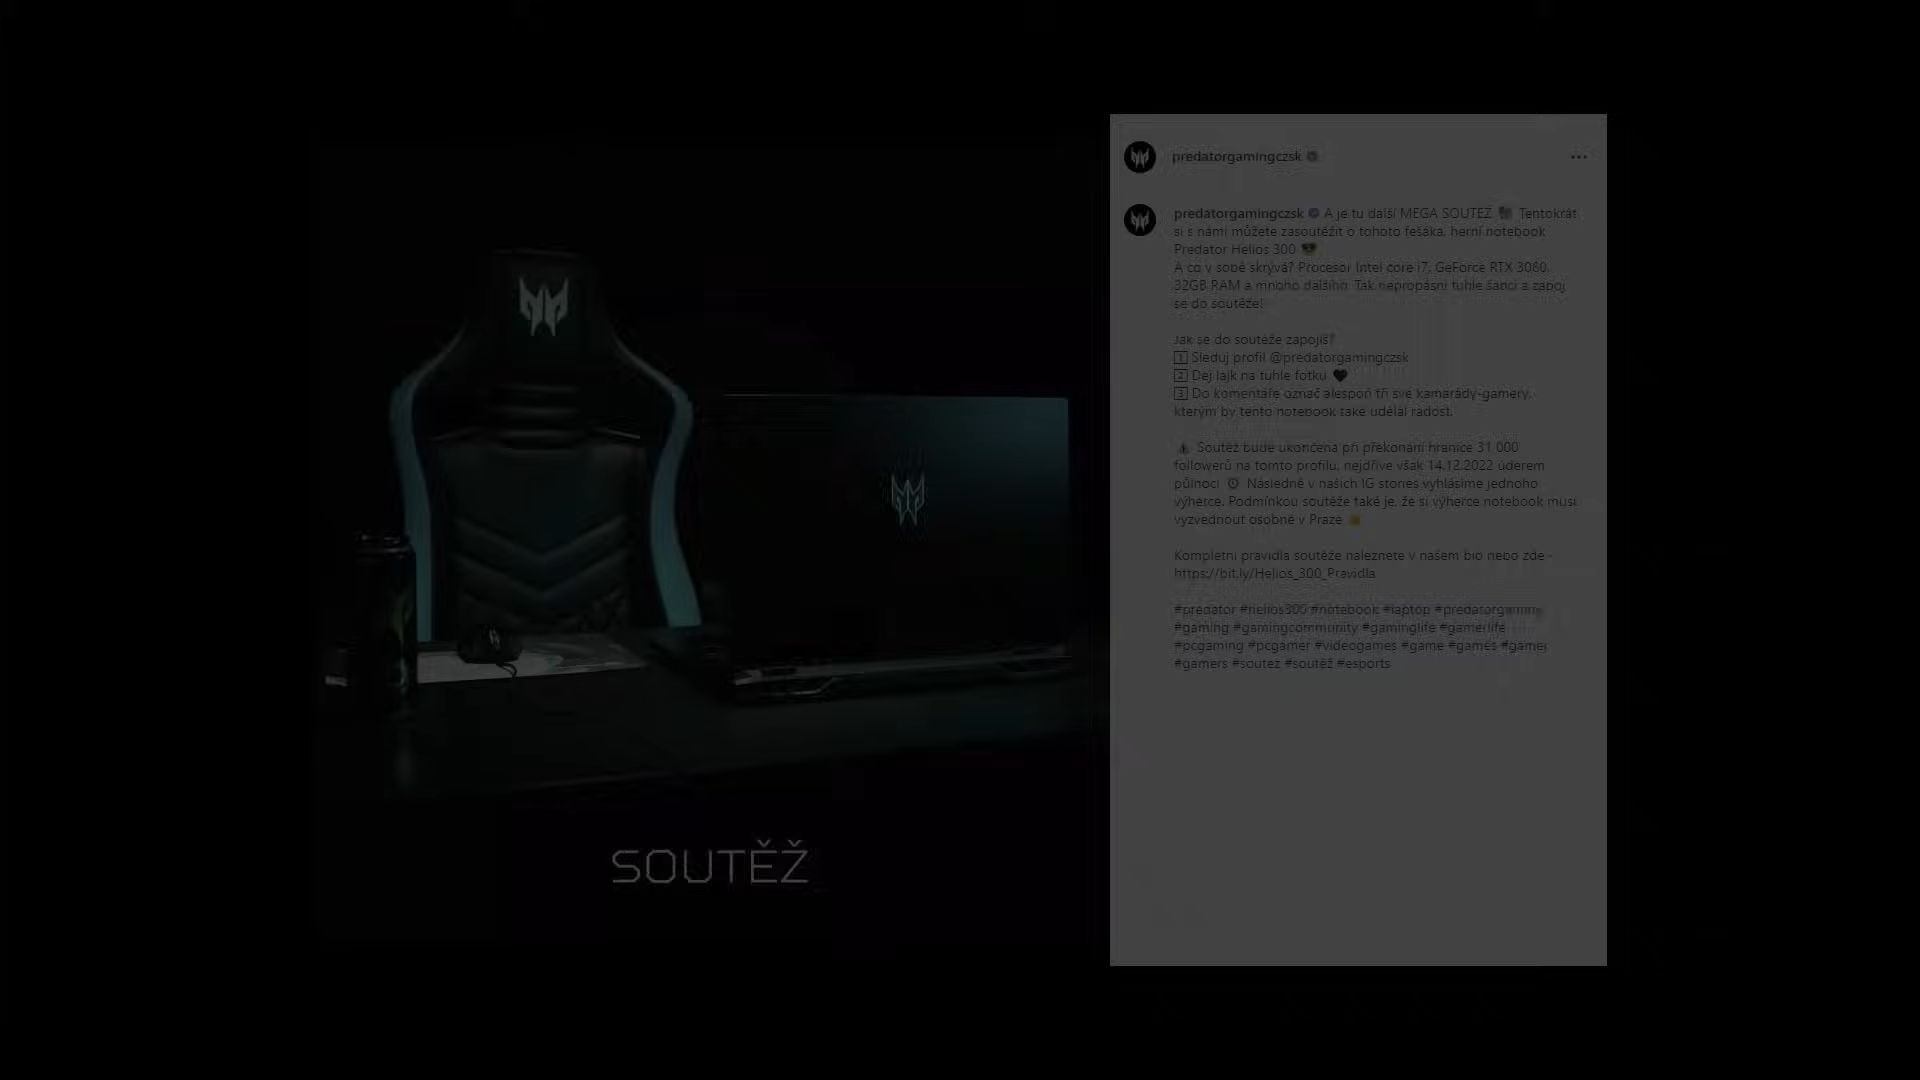 predatorgamingczsk
predatorgamingczsk A je tu další MEGA SOUTĚŽ Tentokrát
si s námi můžete zasoutěžit o tohoto fešáka, herní notebook
Predator Helios 300
A co v sobě skrývá? Procesor Intel core i7, GeForce RTX 3060,
32GB RAM a mnoho dalšího. Tak nepropásni tuhle šanci a zapoj
se do soutěže!
Jak se do soutěže zapojíš?
1 Sleduj profil @predatorgamingczsk
2 Dej lajk na tuhle fotku 🖤
3 Do komentáře označ alespoň tři své kamarády-gamery,
kterým by tento notebook také udělal radost.
⚠ Soutěž bude ukončena při překonání hranice 31 000
followerů na tomto profilu, nejdříve však 14.12.2022 úderem
půlnoci Následně v našich IG stories vyhlásíme jednoho
výherce. Podmínkou soutěže také je, že si výherce notebook musí
vyzvednout osobně v Praze
Kompletní pravidla soutěže naleznete v našem bio nebo zde -
https://bit.ly/Helios_300_Pravidla
#predator #helios300 #notebook #laptop #predatorgaming
#gaming #gamingcommunity #gaminglife #gamerlife
#pcgaming #pcgamer #videogames #game #games #gamer
#gamers #soutez #soutěž #esports
SOUTĚŽ